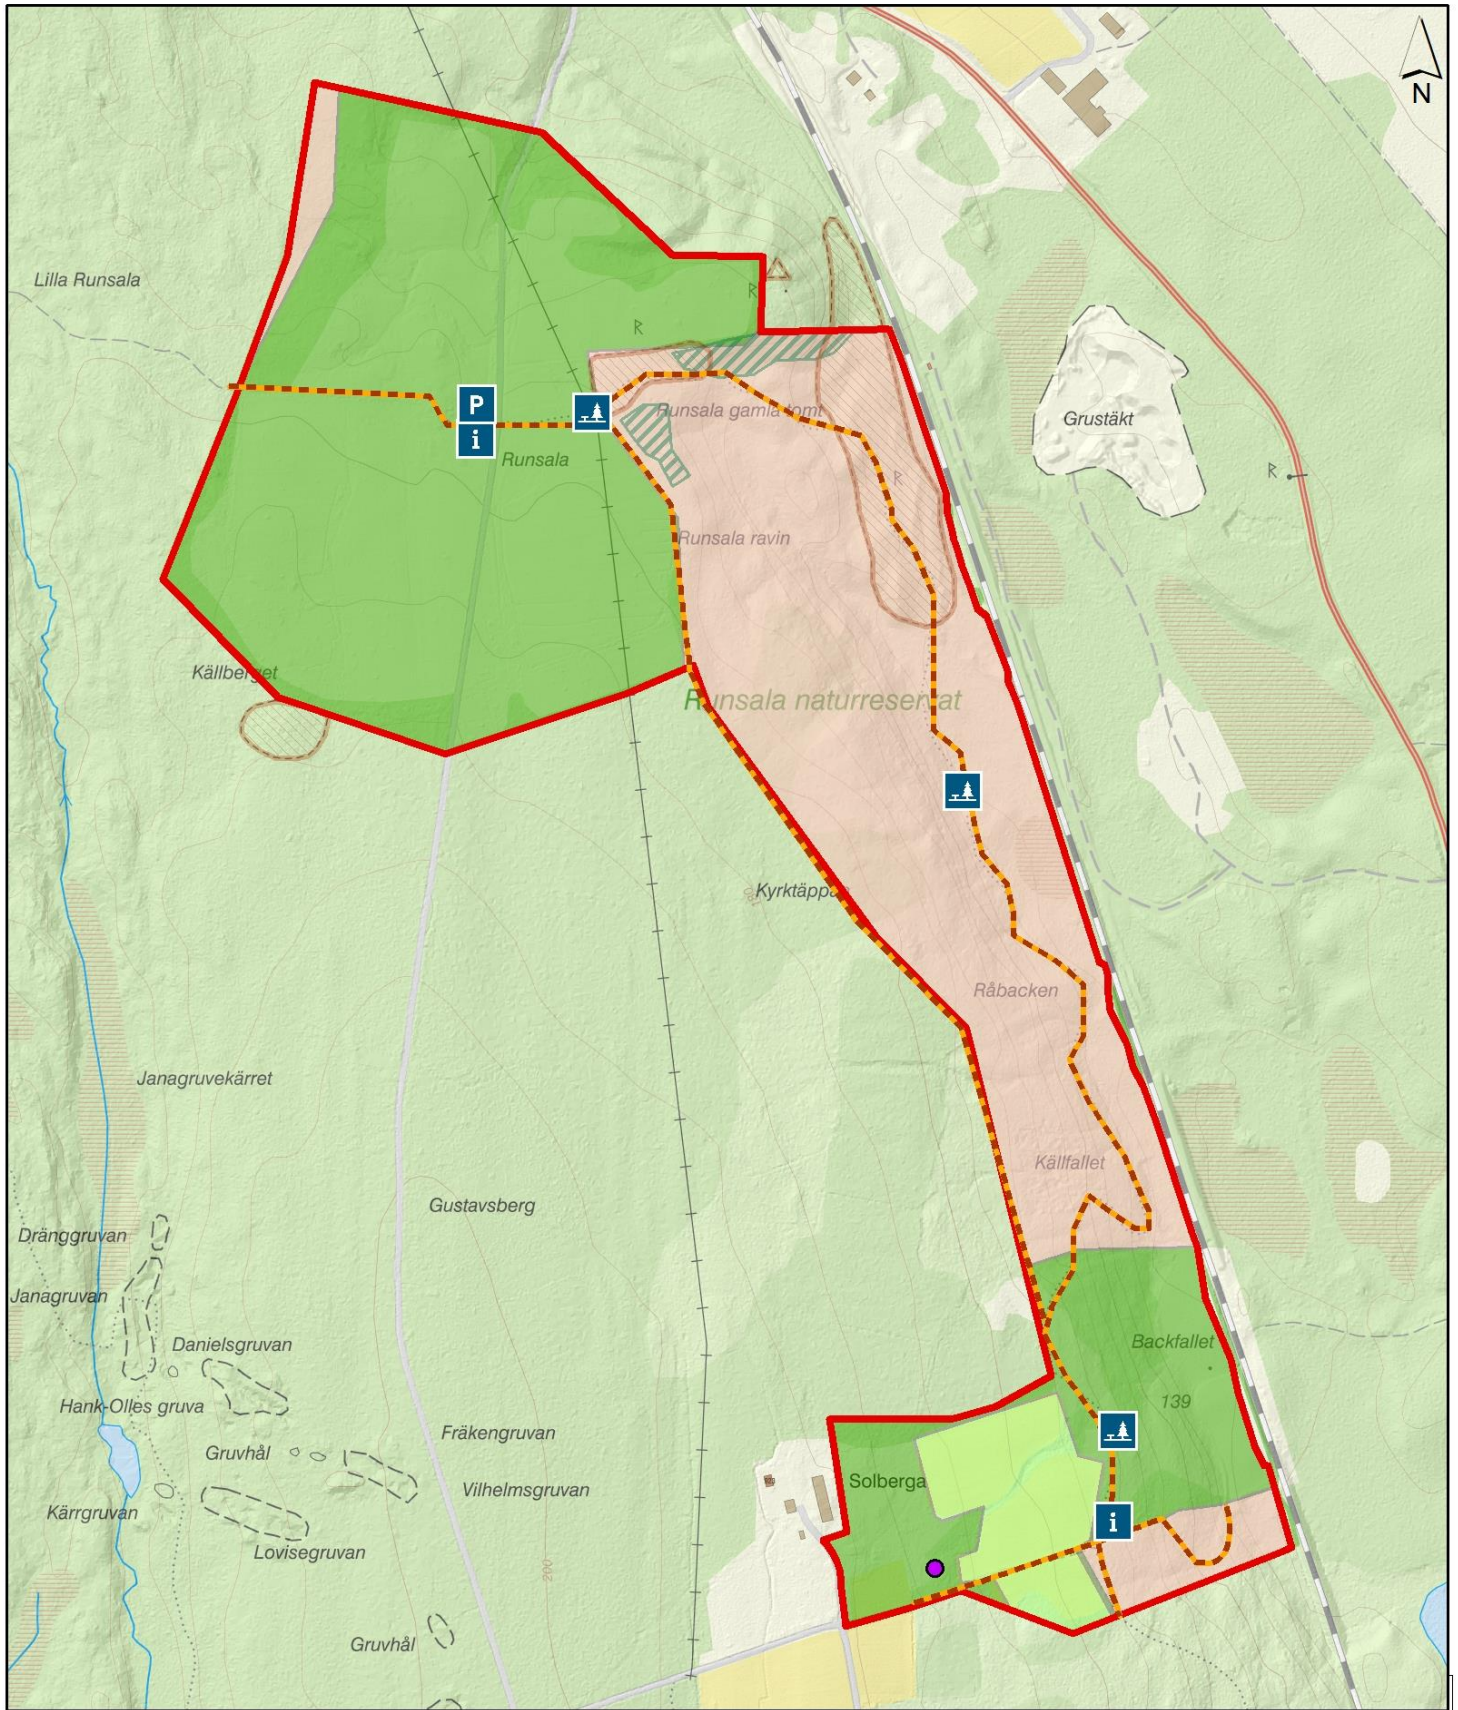 N
Lilla Runsala
R
R
Runsala gamla tomt
Grustäkt
P
i
Runsala
R
R
Runsala ravin
Källberget
Runsala naturreservat
Kyrktäppan
180
Råbacken
Janagruvekärret
Källfallet
Gustavsberg
Dränggruvan
Janagruvan
Danielsgruvan
Backfallet
139
Hank-Olles gruva
Fräkengruvan
Gruvhål
Solberga
Vilhelmsgruvan
Kärrgruvan
i
Lovisegruvan
200
Gruvhål